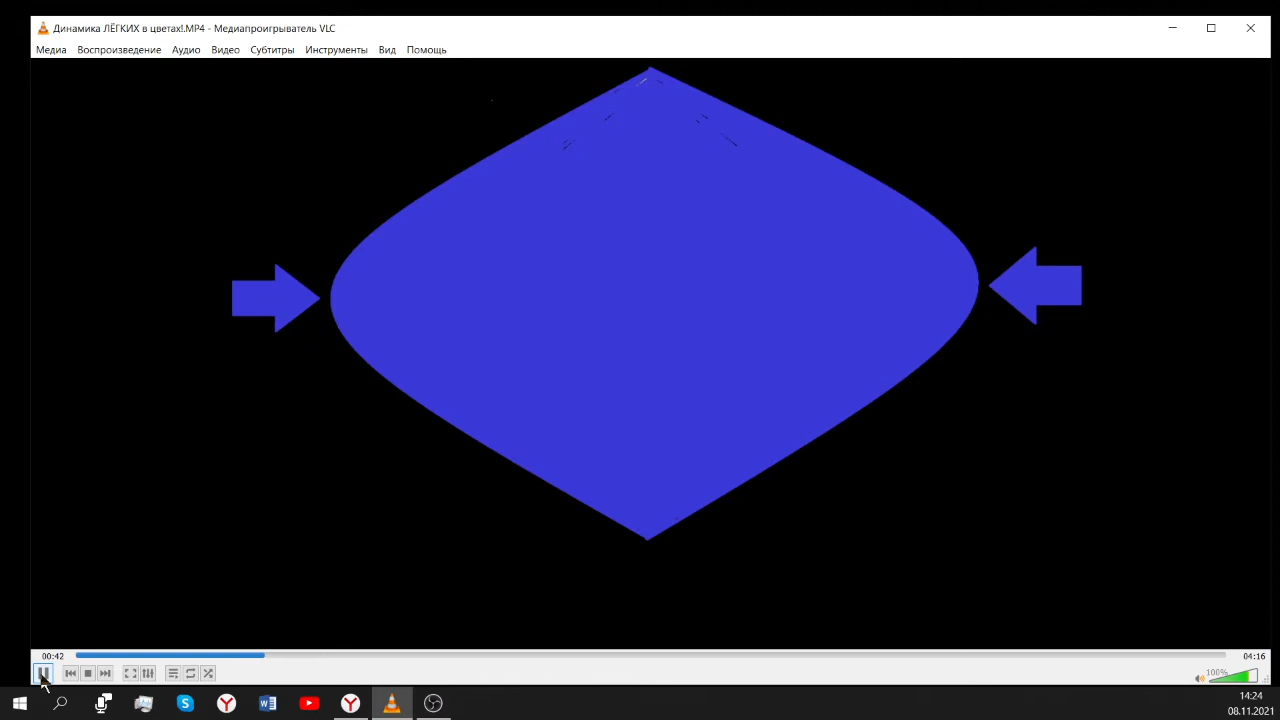 Динамика ЛЁГКИХ в цветах!.MP4 - Медиапроигрыватель VLC
Медиа Воспроизведение Аудио Видео Субтитры Инструменты Вид Помощь
00:42 04:16
100%
14:24
08.11.2021